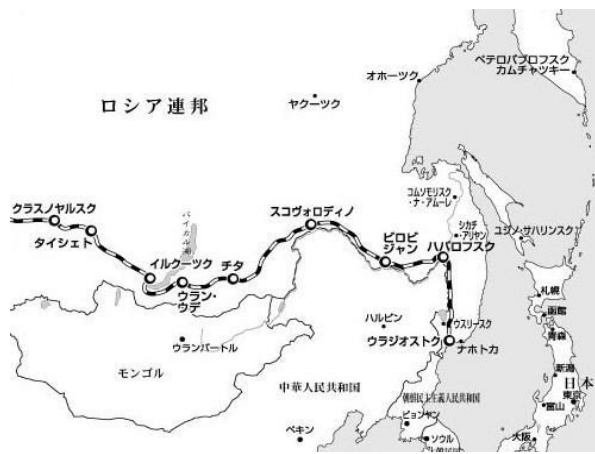 ペテロパブロフスク
カムチャツキー
オホーツク
ロシア連邦
ヤクーツク
コムソモリスク
・ナ・アムーレ
シカチ
・アリャン
クラスノヤルスク
タイシェト
バイカル湖
スコヴォロディノ
ビロビ
ジャン
ハバロフスク
ユジノ・サハリンスク
イルクーツク
チタ
ウラン・
ウデ
札幌
函館
青森
ハルビン
ウスリースク
ウラジオストク
ナホトカ
ウランバートル
モンゴル
中華人民共和国
朝鮮民主主義人民共和国
新潟
日本
東京
富山
ピョンヤン
ペキン
ソウル
大阪
大韓民国